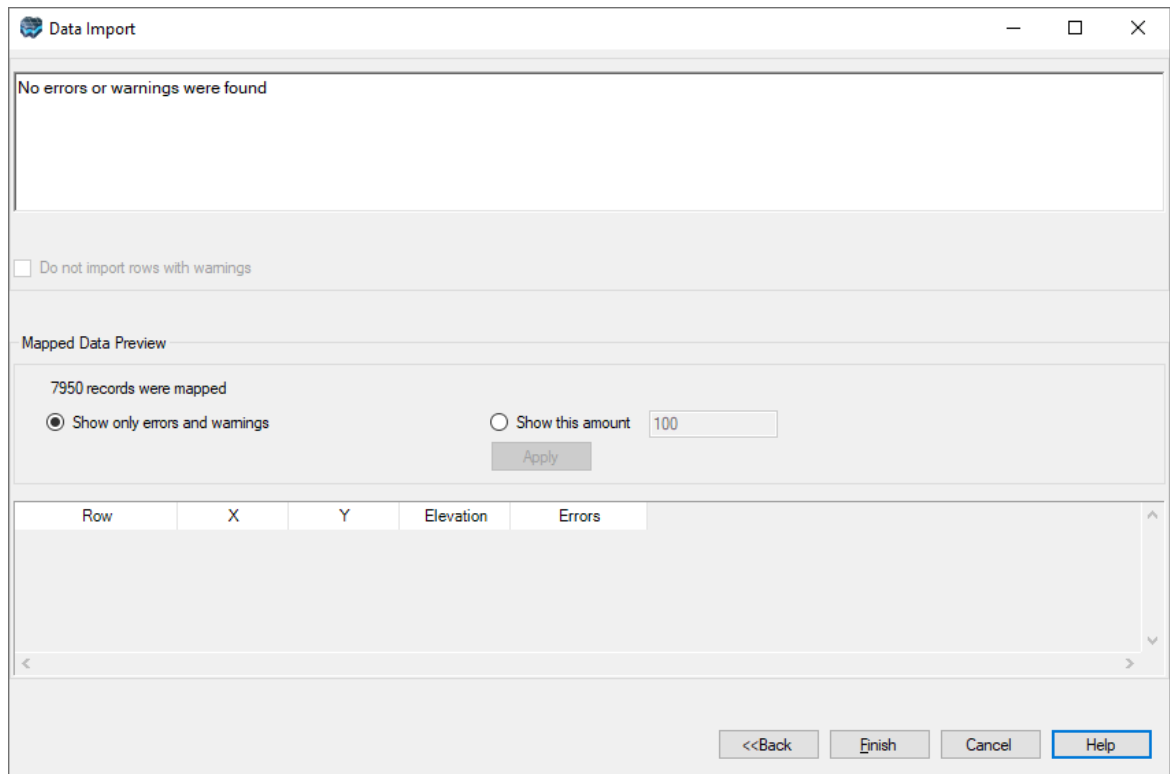 Data Import
No errors or warnings were found
Do not import rows with warnings
Mapped Data Preview
7950 records were mapped
Show only errors and warnings
Show this amount
100
Apply
Row X Y Elevation Errors
<<Back Finish Cancel Help